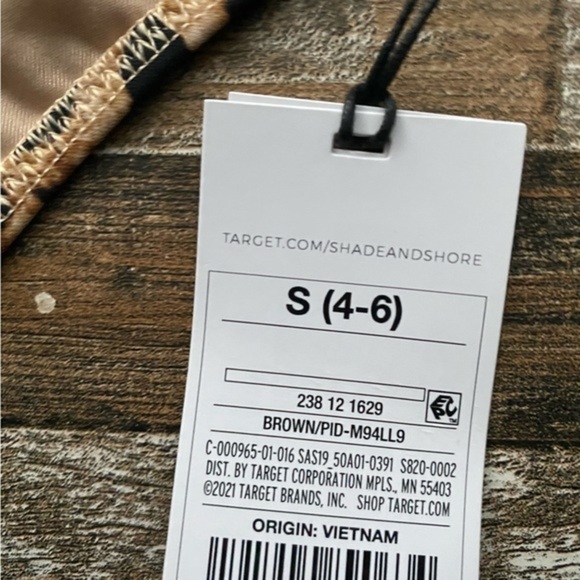 TARGET.COM/SHADEANDSHORE
S (4-6)
238 12 1629
BROWN/PID-M94LL9
C-000965-01-016 SAS19_50A01-0391 S820-0002
DIST. BY TARGET CORPORATION MPLS., MN 55403
©2021 TARGET BRANDS, INC. SHOP TARGET.COM
ORIGIN: VIETNAM